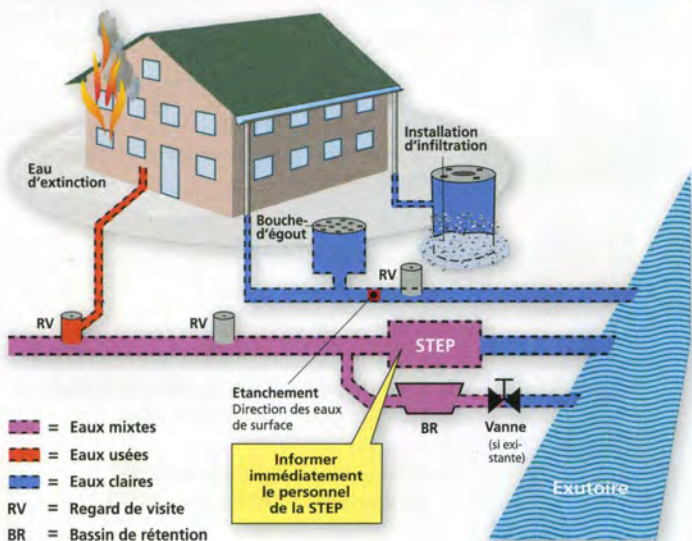 Eau
d'extinction
Installation
d'infiltration
Bouche-
d'égout
RV
RV
RV
STEP
Etanchement
Direction des eaux
de surface
BR
Vanne
(si exi-
stante)
Informer
immédiatement
le personnel
de la STEP
Exutoire
= Eaux mixtes
= Eaux usées
= Eaux claires
RV = Regard de visite
BR = Bassin de rétention